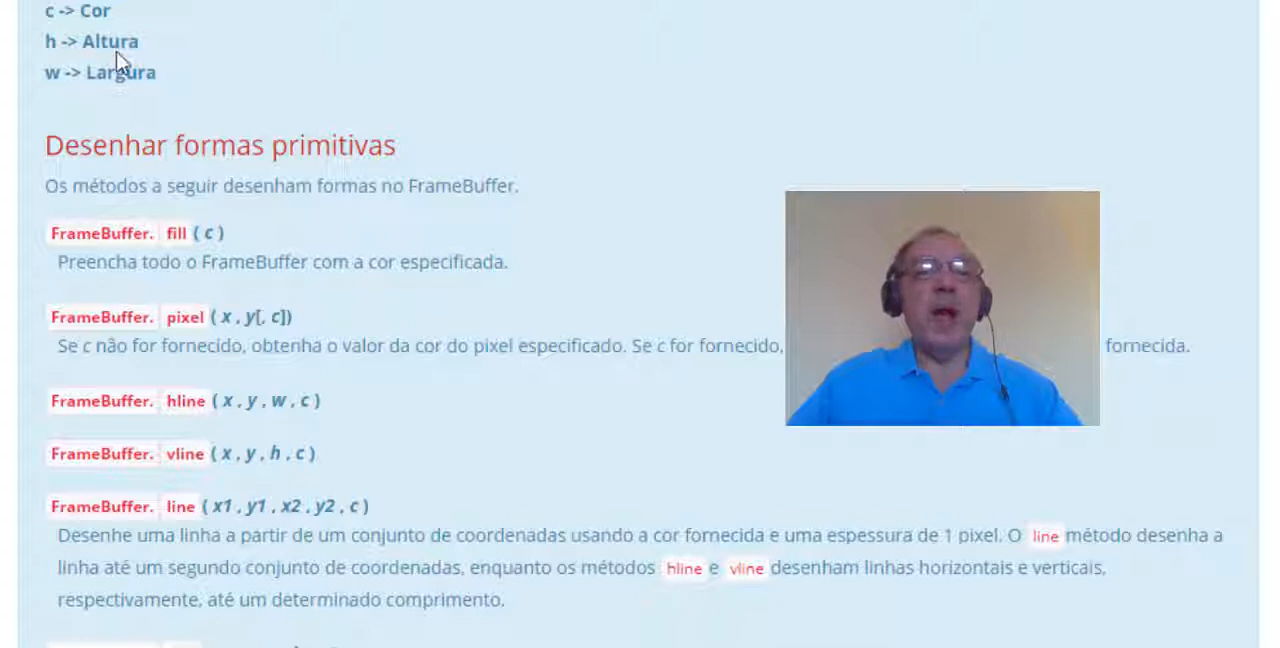 c -> Cor
h -> Altura
w -> Largura
Desenhar formas primitivas
Os métodos a seguir desenham formas no FrameBuffer.
FrameBuffer. fill ( c )
Preencha todo o FrameBuffer com a cor especificada.
FrameBuffer. pixel ( x , y[, c])
Se c não for fornecido, obtenha o valor da cor do pixel especificado. Se c for fornecido, fornecida.
FrameBuffer. hline ( x , y , w , c )
FrameBuffer. vline ( x , y , h , c )
FrameBuffer. line ( x1 , y1 , x2 , y2 , c )
Desenhe uma linha a partir de um conjunto de coordenadas usando a cor fornecida e uma espessura de 1 pixel. O line método desenha a
linha até um segundo conjunto de coordenadas, enquanto os métodos hline e vline desenham linhas horizontais e verticais,
respectivamente, até um determinado comprimento.